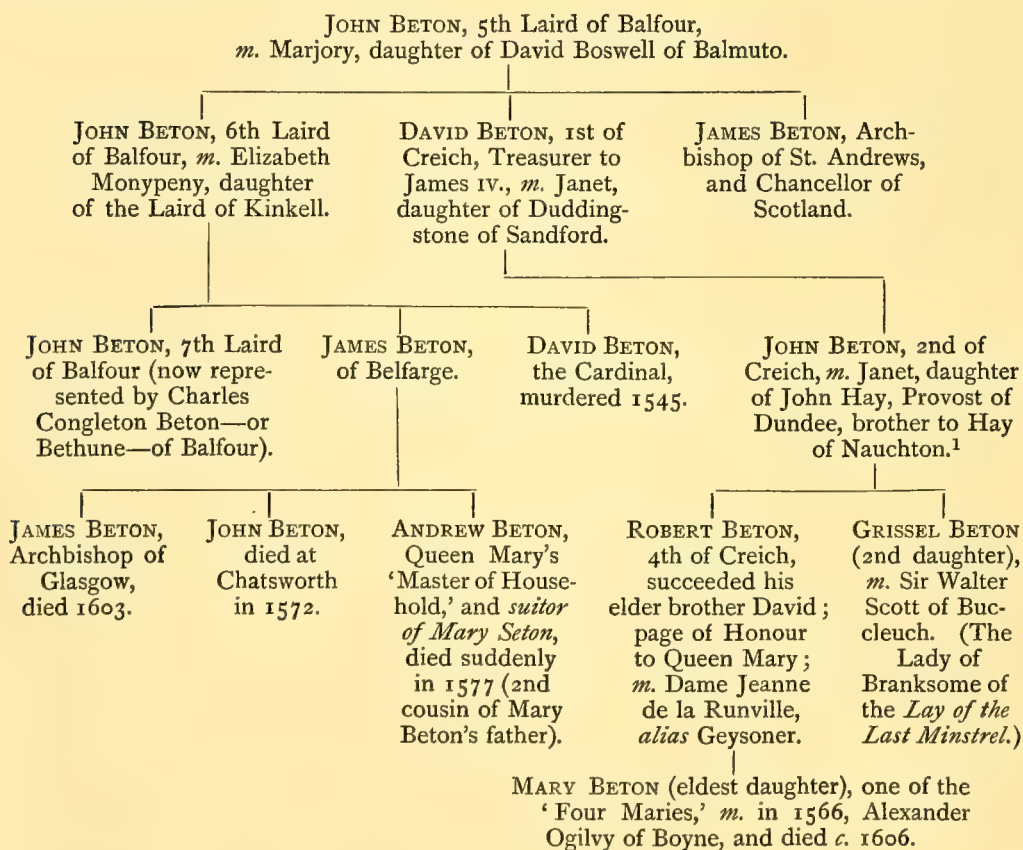 JOHN BETON, 5th Laird of Balfour,
m. Marjory, daughter of David Boswell of Balmuto.
JOHN BETON, 6th Laird
of Balfour, m. Elizabeth
Monypeny, daughter
of the Laird of Kinkell.
DAVID BETON, 1st of
Creich, Treasurer to
James IV., m. Janet,
daughter of Dudding-
stone of Sandford.
JAMES BETON, Arch-
bishop of St. Andrews,
and Chancellor of
Scotland.
JOHN BETON, 7th Laird
of Balfour (now repre-
sented by Charles
Congleton Beton—or
Bethune—of Balfour).
JAMES BETON,
of Belfarge.
DAVID BETON,
the Cardinal,
murdered 1545.
JOHN BETON, 2nd of
Creich, m. Janet, daughter
of John Hay, Provost of
Dundee, brother to Hay
of Nauchton.¹
JAMES BETON,
Archbishop of
Glasgow,
died 1603.
JOHN BETON,
died at
Chatsworth
in 1572.
ANDREW BETON,
Queen Mary's
'Master of House-
hold,' and suitor
of Mary Seton,
died suddenly
in 1577 (2nd
cousin of Mary
Beton's father).
ROBERT BETON,
4th of Creich,
succeeded his
elder brother David;
page of Honour
to Queen Mary;
m. Dame Jeanne
de la Runville,
alias Geysoner.
GRISSEL BETON
(2nd daughter),
m. Sir Walter
Scott of Buc-
cleuch. (The
Lady of
Branksome of
the Lay of the
Last Minstrel.)
MARY BETON (eldest daughter), one of the
'Four Maries,' m. in 1566, Alexander
Ogilvy of Boyne, and died c. 1606.